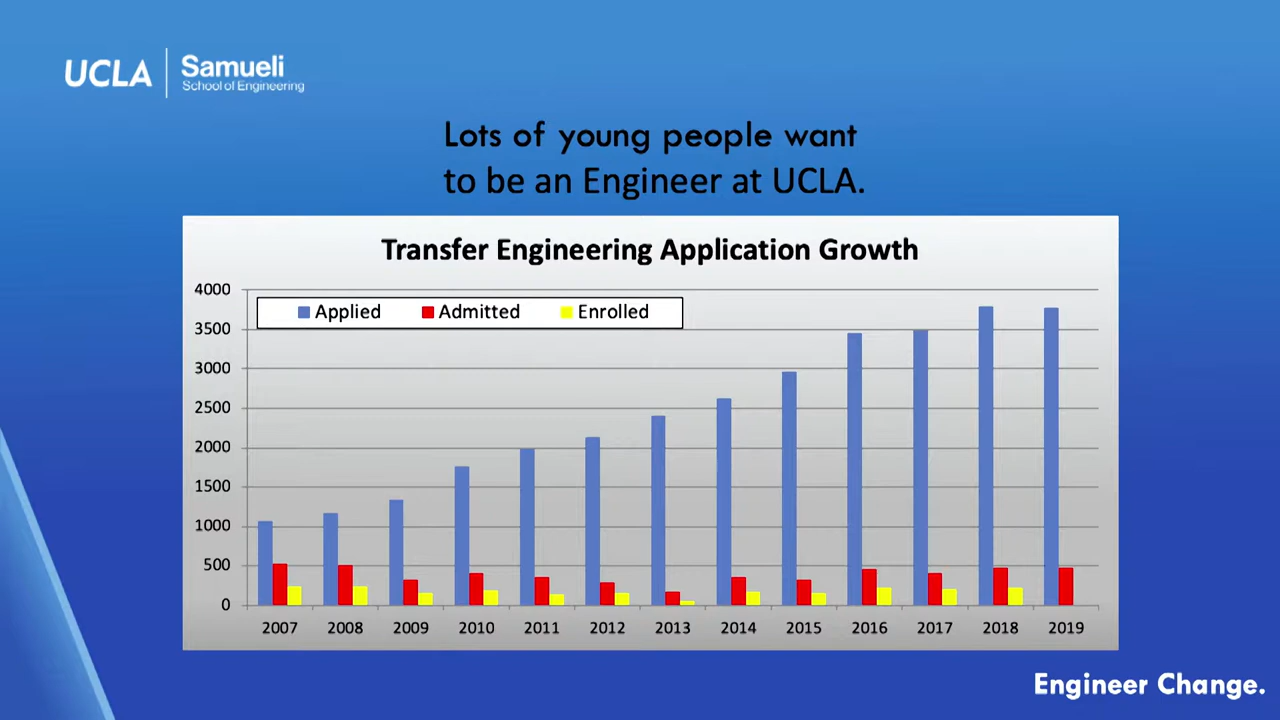 UCLA
Samueli
School of Engineering
Lots of young people want
to be an Engineer at UCLA.
Transfer Engineering Application Growth
4000
Applied Admitted Enrolled
3500
3000
2500
2000
1500
1000
500
0
2007 2008 2009 2010 2011 2012 2013 2014 2015 2016 2017 2018 2019
Engineer Change.